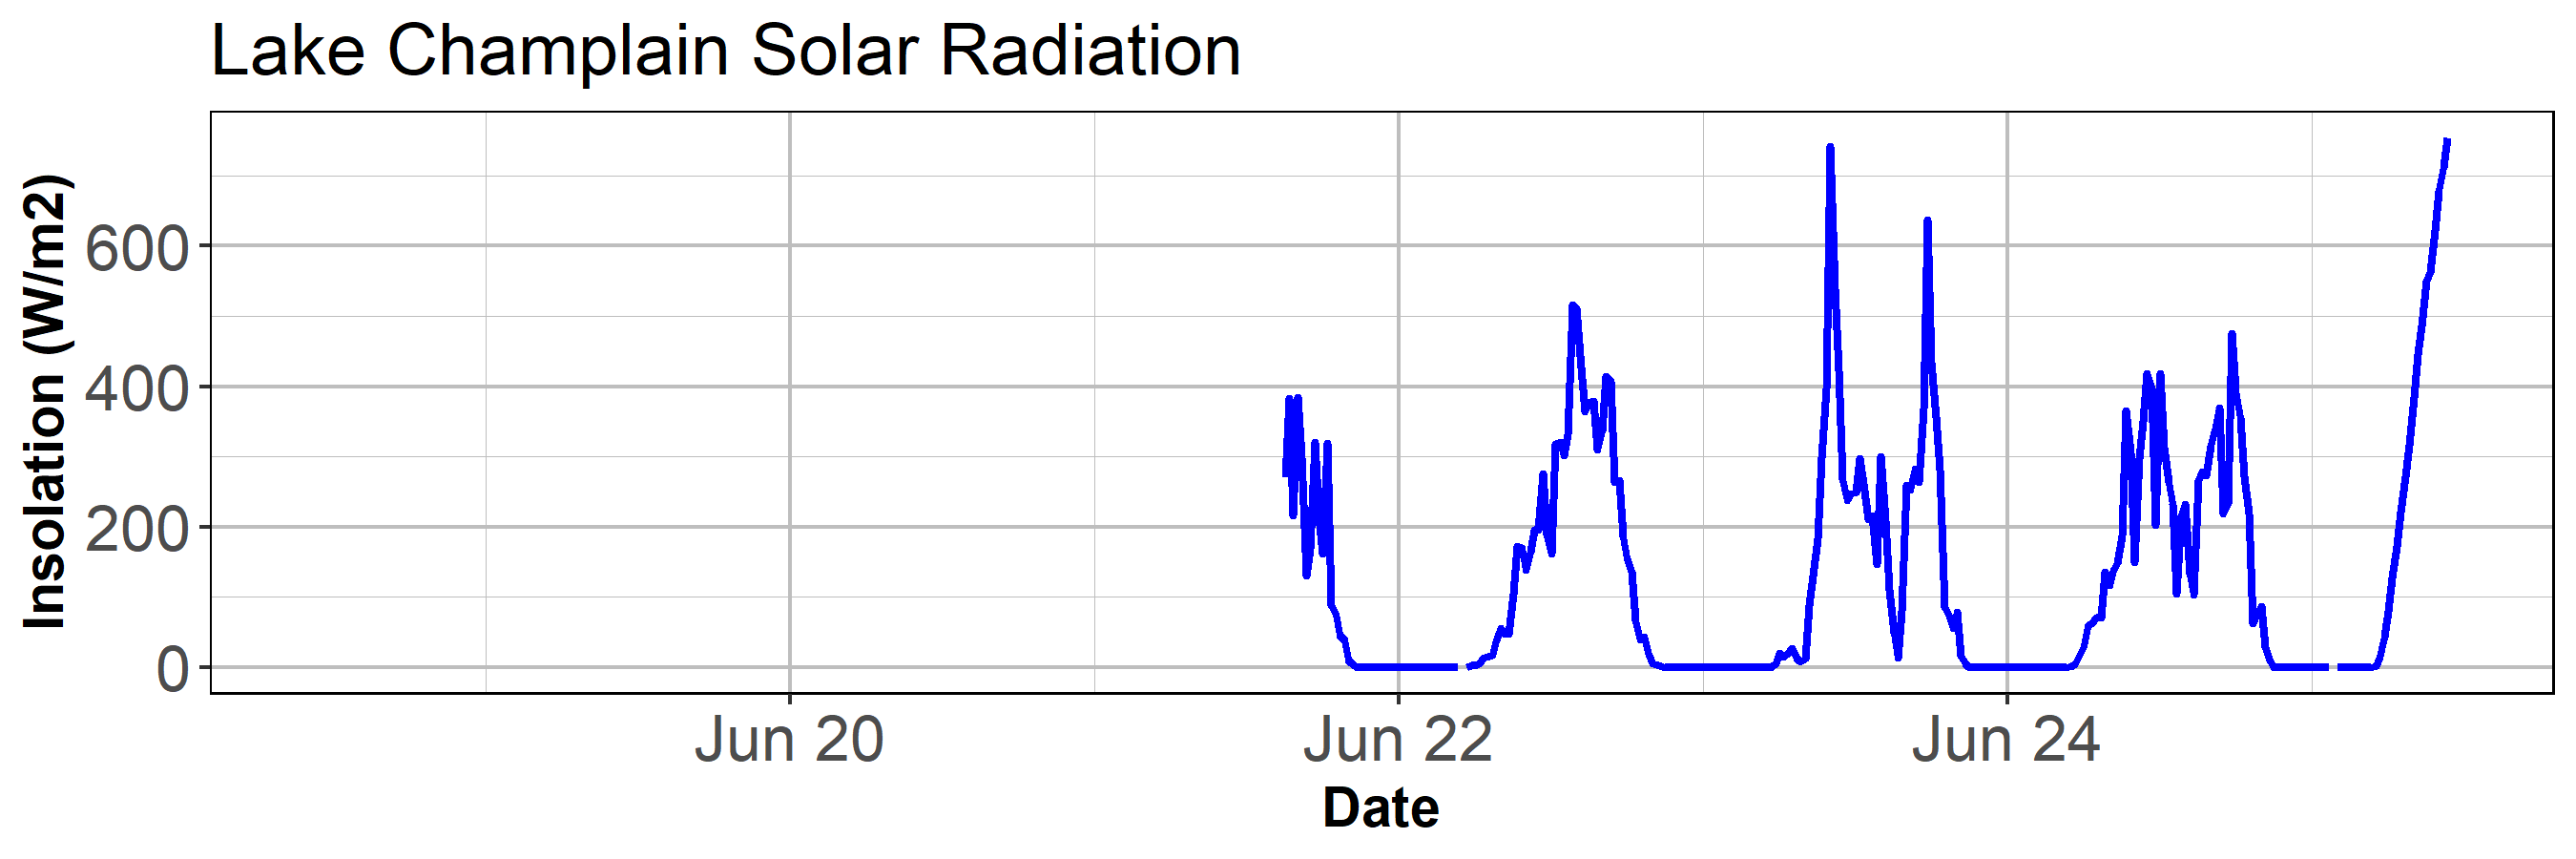 Lake Champlain Solar Radiation
Insolation (W/m2)
600
400
200
0
Jun 20
Jun 22
Jun 24
Date